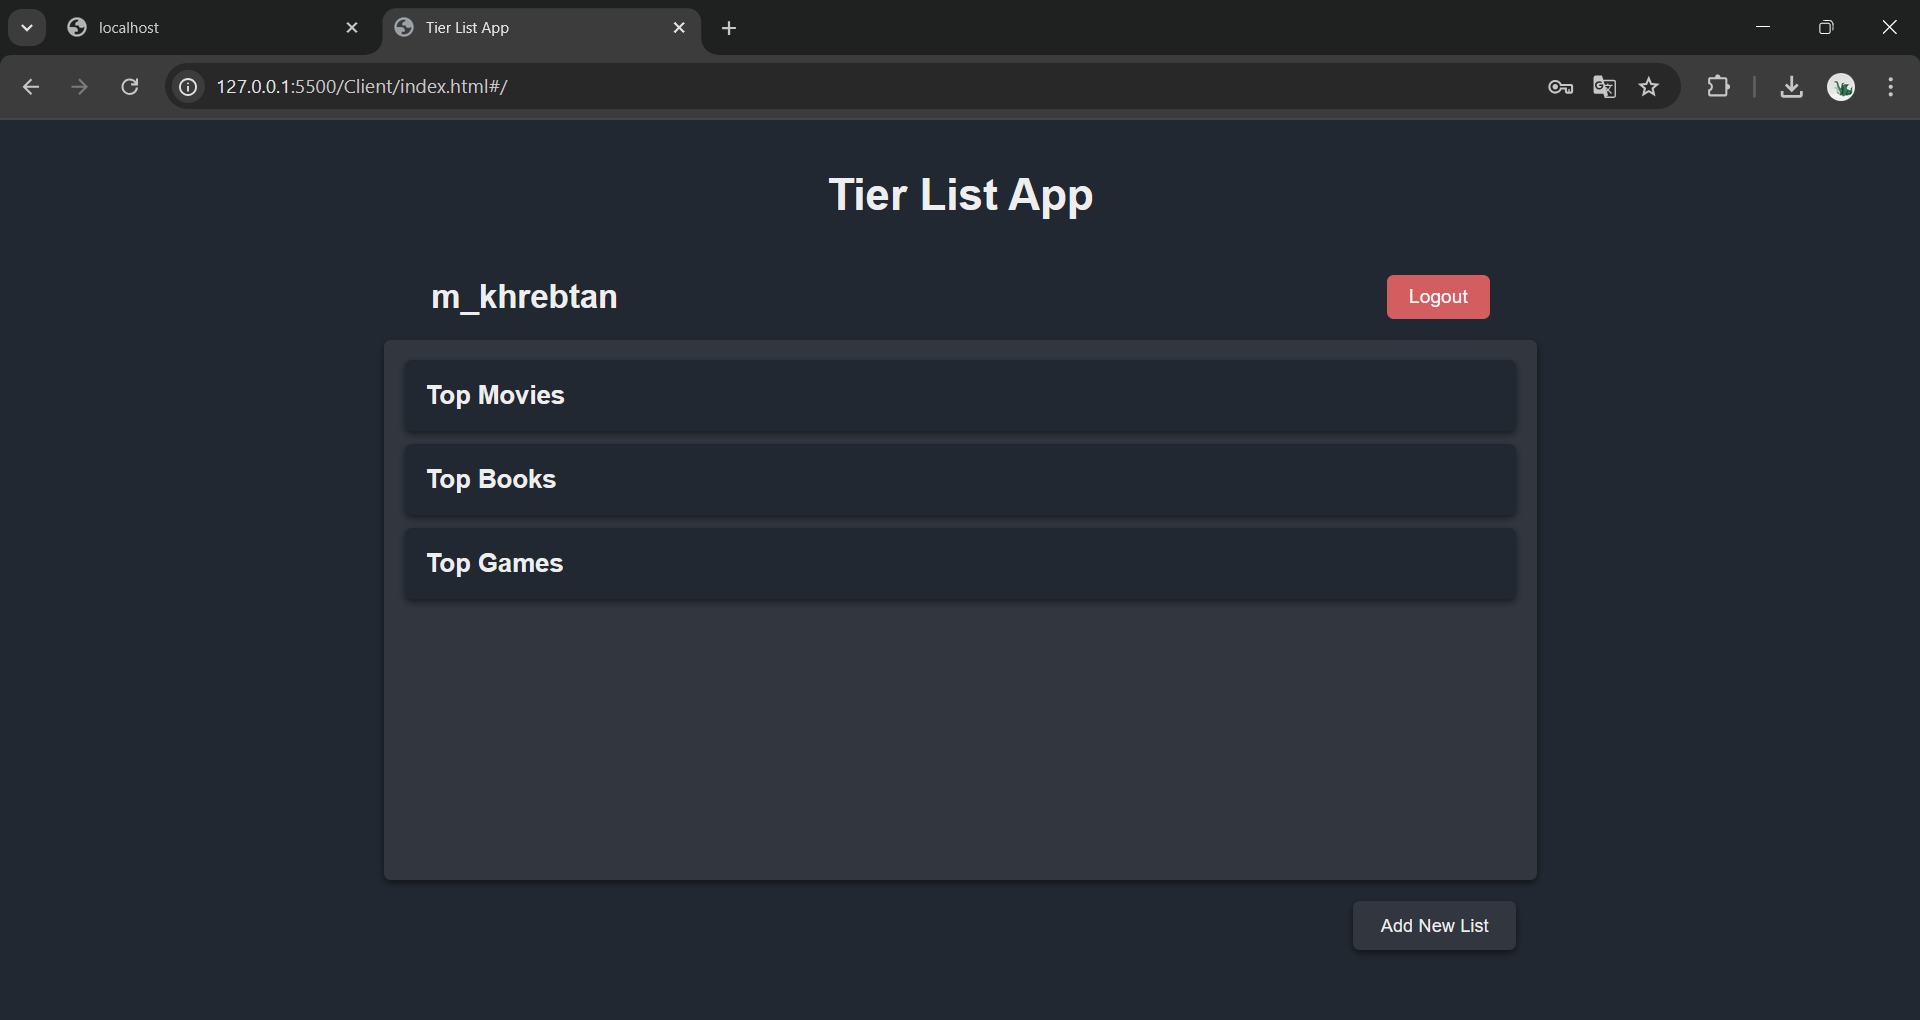 localhost
Tier List App
127.0.0.1:5500/Client/index.html#/
Tier List App
m_khrebtan
Logout
Top Movies
Top Books
Top Games
Add New List